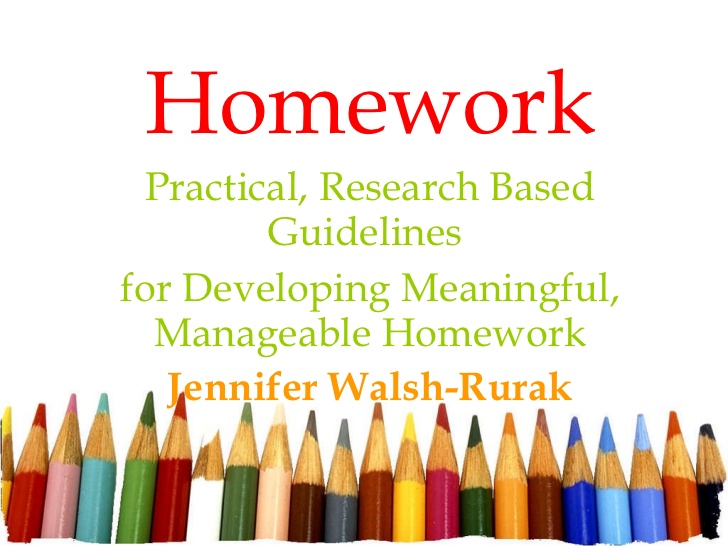 Homework
Practical, Research Based
Guidelines
for Developing Meaningful,
Manageable Homework
Jennifer Walsh-Rurak